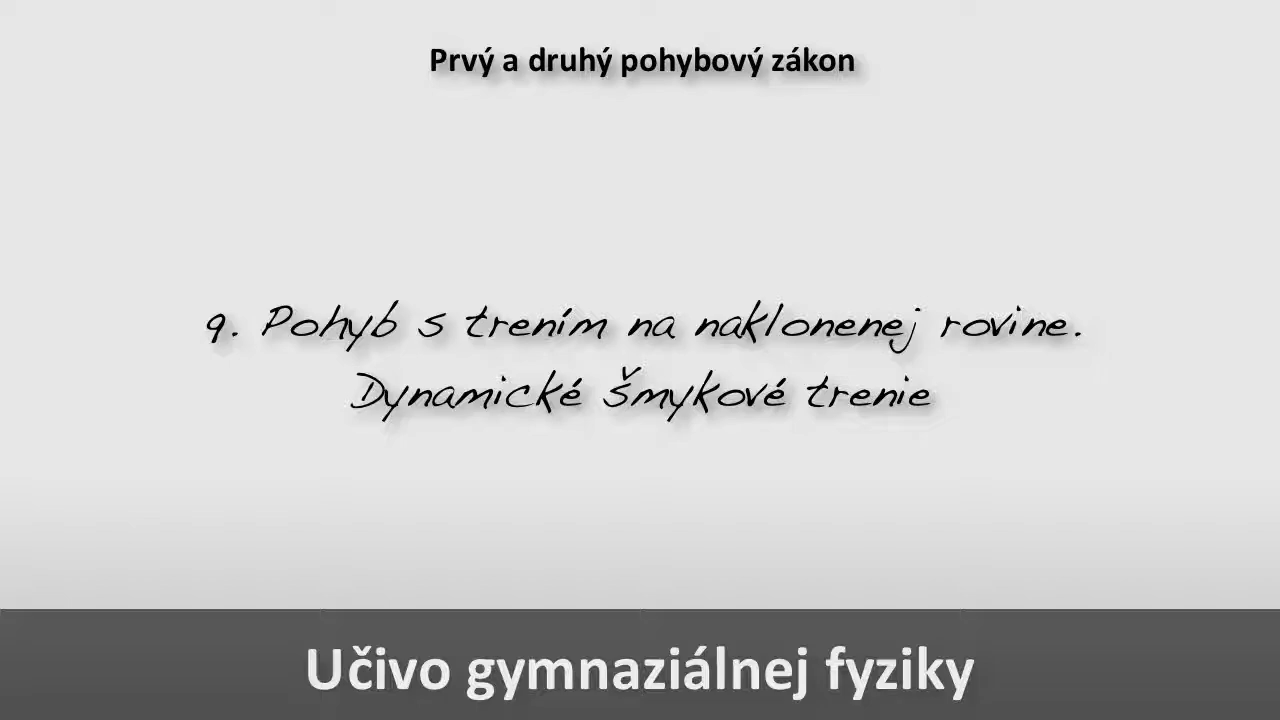 Prvý a druhý pohybový zákon
9. Pohyb s trením na naklonenej rovine.
Dynamické šmykové trenie
Učivo gymnaziálnej fyziky